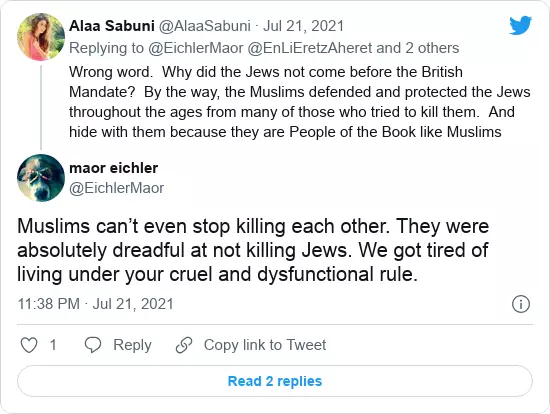 Alaa Sabuni @AlaaSabuni · Jul 21, 2021
Replying to @EichlerMaor @EnLiEretzAheret and 2 others
Wrong word.  Why did the Jews not come before the British
Mandate?  By the way, the Muslims defended and protected the Jews
throughout the ages from many of those who tried to kill them.  And
hide with them because they are People of the Book like Muslims
maor eichler
@EichlerMaor
Muslims can’t even stop killing each other. They were
absolutely dreadful at not killing Jews. We got tired of
living under your cruel and dysfunctional rule.
11:38 PM · Jul 21, 2021
1 Reply Copy link to Tweet
Read 2 replies